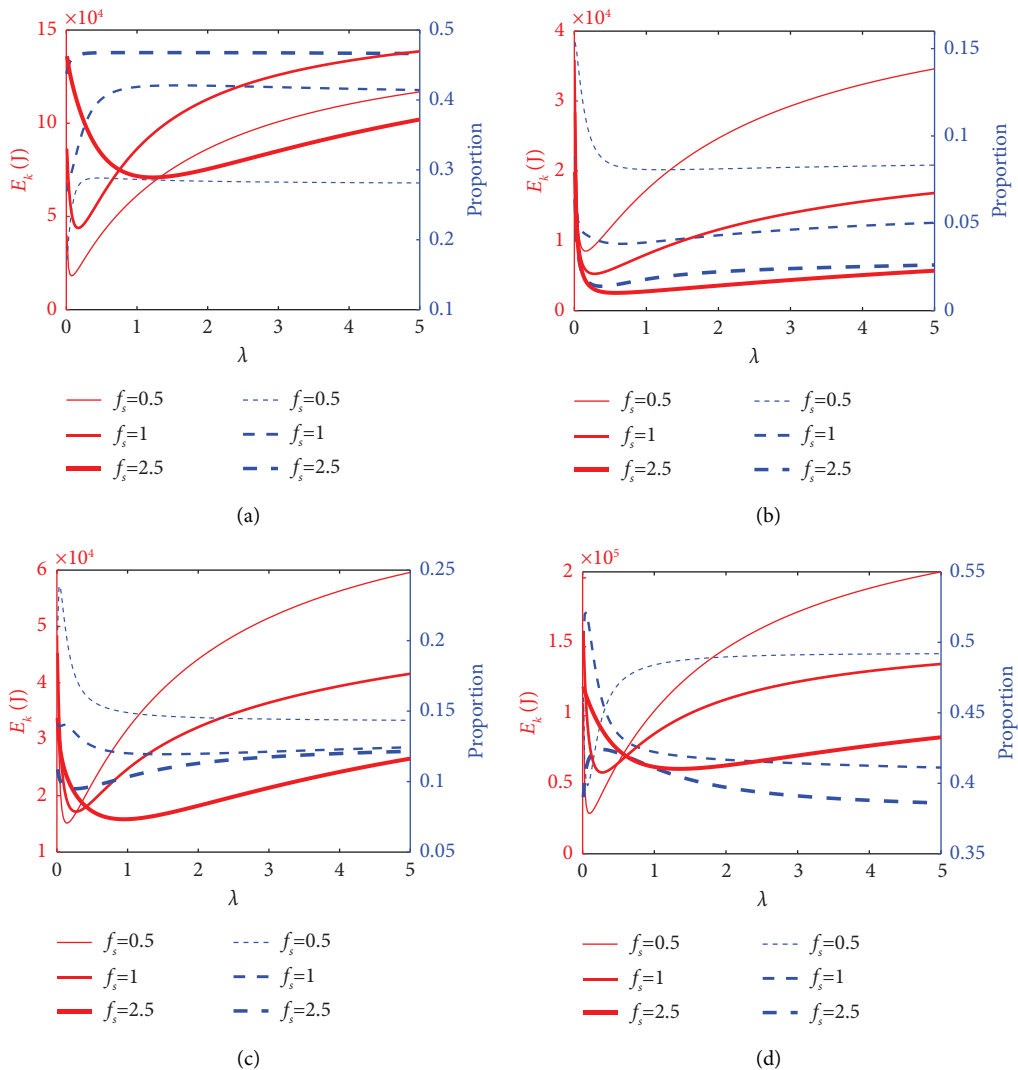 ×10⁴
15
10
5
0
E_k (J)
0.5
0.4
0.3
0.2
0.1
Proportion
0 1 2 3 4 5
λ
f_s=0.5 f_s=0.5
f_s=1 f_s=1
f_s=2.5 f_s=2.5
(a)
4
×10⁴
3
2
1
0
E_k (J)
0.15
0.1
0.05
0
Proportion
0 1 2 3 4 5
λ
f_s=0.5 f_s=0.5
f_s=1 f_s=1
f_s=2.5 f_s=2.5
(b)
×10⁴
6
5
4
3
2
1
E_k (J)
0.25
0.2
0.15
0.1
0.05
Proportion
0 1 2 3 4 5
λ
f_s=0.5 f_s=0.5
f_s=1 f_s=1
f_s=2.5 f_s=2.5
(c)
×10⁵
2
1.5
1
0.5
0
E_k (J)
0.55
0.5
0.45
0.4
0.35
Proportion
0 1 2 3 4 5
λ
f_s=0.5 f_s=0.5
f_s=1 f_s=1
f_s=2.5 f_s=2.5
(d)